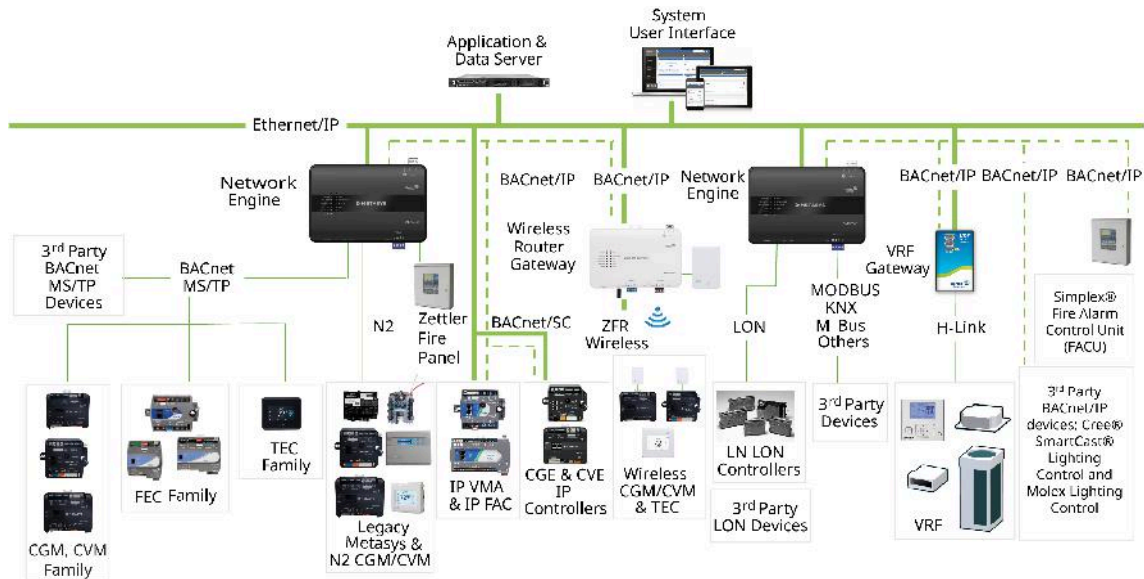 System
User Interface
Application &
Data Server
Ethernet/IP
Network
Engine
BACnet/IP
BACnet/IP
Network
Engine
BACnet/IP
BACnet/IP
BACnet/IP
Wireless
Router
Gateway
VRF
Gateway
3rd Party
BACnet
MS/TP
Devices
BACnet
MS/TP
N2
Zettler
Fire
Panel
BACnet/SC
ZFR
Wireless
LON
MODBUS
KNX
M Bus
Others
H-Link
Simplex®
Fire Alarm
Control Unit
(FACU)
CGM, CVM
Family
FEC Family
TEC
Family
Legacy
Metasys &
N2 CGM/CVM
IP VMA
& IP FAC
CGE & CVE
IP
Controllers
Wireless
CGM/CVM
& TEC
LN LON
Controllers
3rd Party
LON Devices
3rd Party
Devices
VRF
3rd Party
BACnet/IP
devices: Cree®
SmartCast®
Lighting
Control and
Molex Lighting
Control